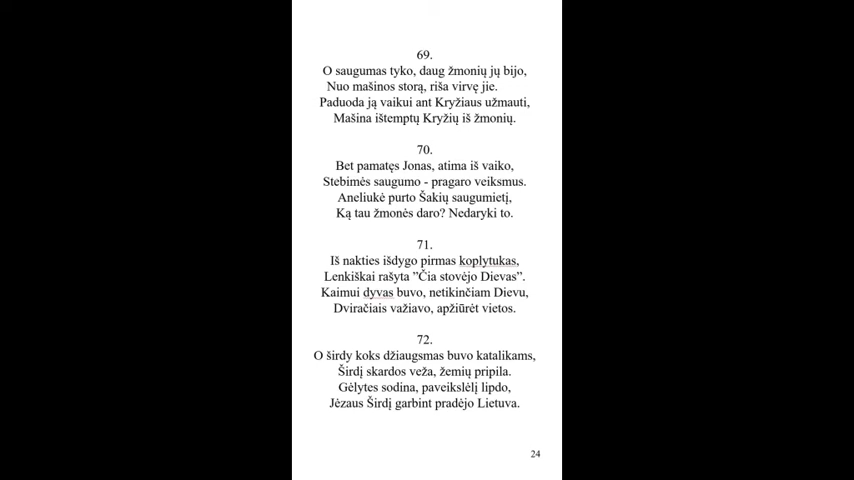 69.
O saugumas tyko, daug žmonių jų bijo,
Nuo mašinos storą, riša virvę jie.
Paduoda ją vaikui ant Kryžiaus užmauti,
Mašina ištemptų Kryžių iš žmonių.
70.
Bet pamatęs Jonas, atima iš vaiko,
Stebimės saugumo - pragaro veiksmus.
Aneliukė purto Šakių saugumietį,
Ką tau žmonės daro? Nedaryki to.
71.
Iš nakties išdygo pirmas koplytukas,
Lenkiškai rašyta ”Čia stovėjo Dievas”.
Kaimui dyvas buvo, netikinčiam Dievu,
Dviračiais važiavo, apžiūrėt vietos.
72.
O širdy koks džiaugsmas buvo katalikams,
Širdį skardos veža, žemių pripila.
Gėlytes sodina, paveikslėlį lipdo,
Jėzaus Širdį garbint pradėjo Lietuva.
24